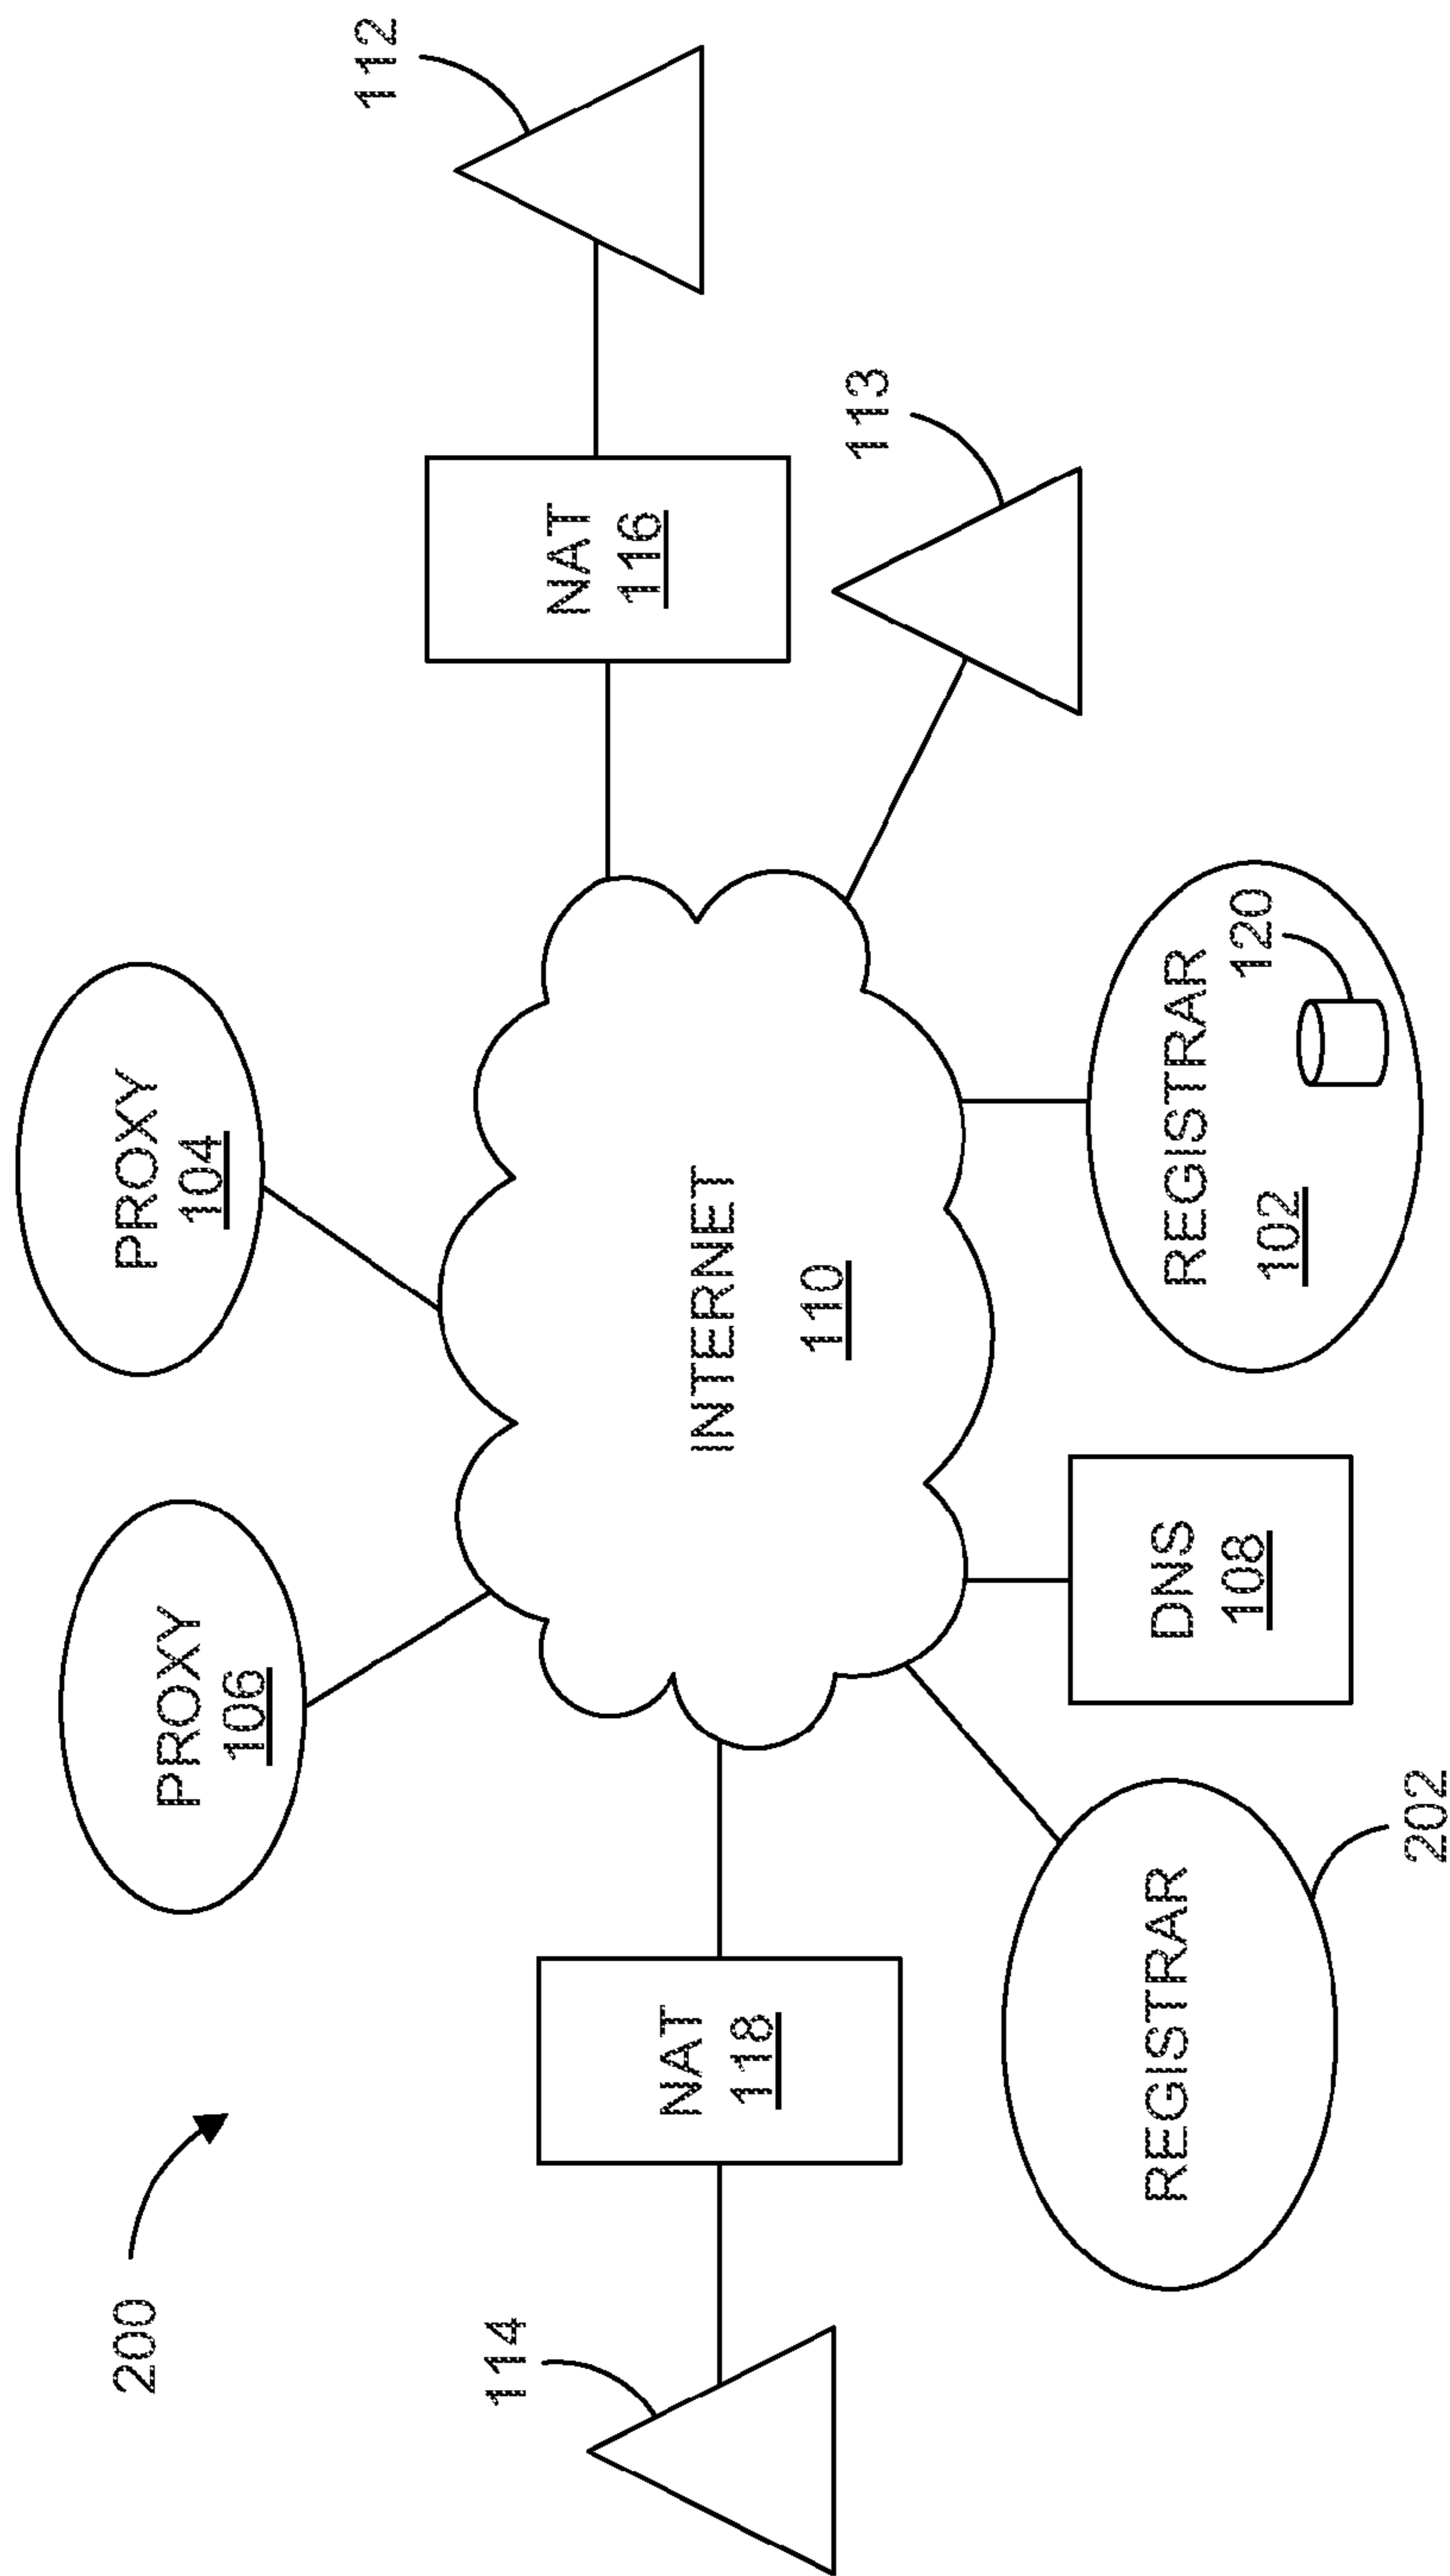 200
PROXY
106
PROXY
104
112
114
NAT
118
INTERNET
110
NAT
116
113
REGISTRAR
202
DNS
108
REGISTRAR
102
120